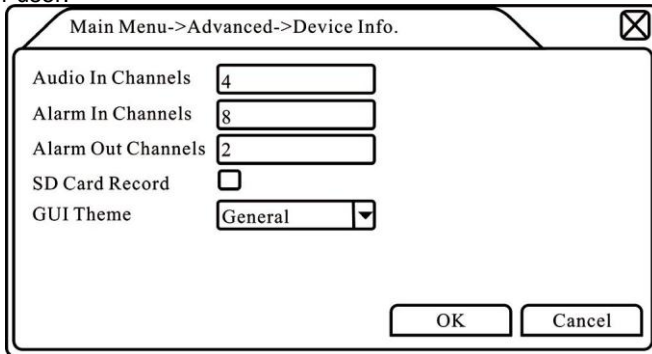 user.
Main Menu->Advanced->Device Info.
Audio In Channels 4
Alarm In Channels 8
Alarm Out Channels 2
SD Card Record
GUI Theme General
OK Cancel